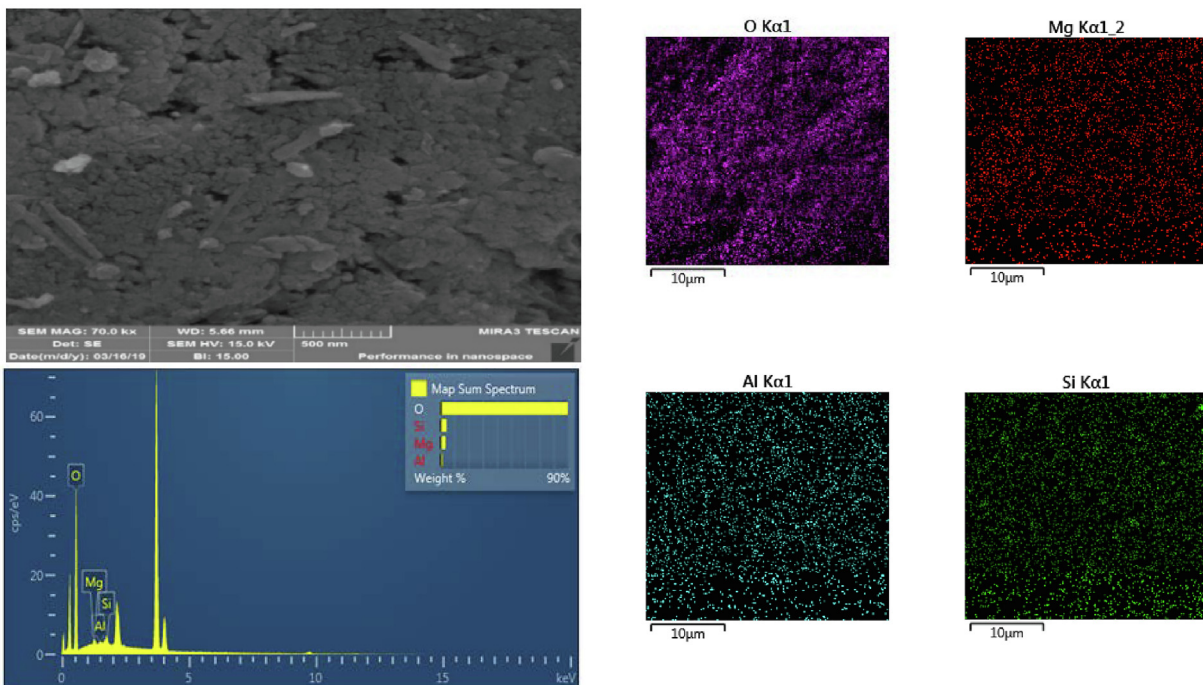 SEM MAG: 70.0 kx
WD: 5.66 mm
MIRA3 TESCAN
Det: SE
SEM HV: 15.0 kV
500 nm
Date(m/d/y): 03/16/19
BI: 15.00
Performance in nanospace
O Kα1
10μm
Mg Kα1_2
10μm
Map Sum Spectrum
O
Si
Mg
Al
Weight %
90%
cps/eV
60
40
20
0
O
Mg
Si
Al
0
5
10
15
keV
Al Kα1
10μm
Si Kα1
10μm